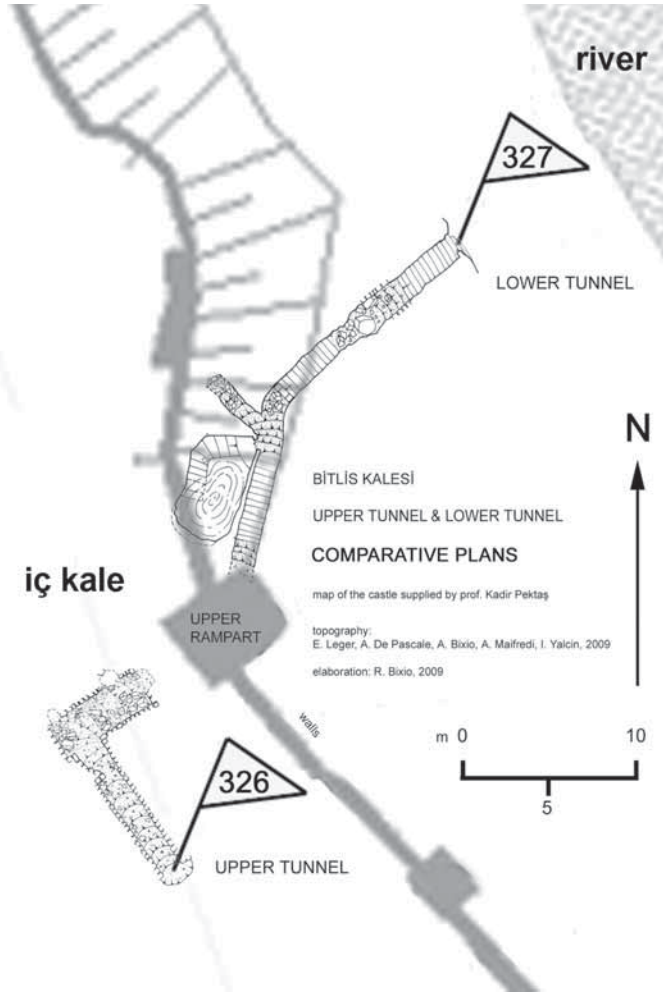 river
327
LOWER TUNNEL
N
BİTLİS KALESİ
UPPER TUNNEL & LOWER TUNNEL
COMPARATIVE PLANS
map of the castle supplied by prof. Kadir Pektaş
topography:
E. Leger, A. De Pascale, A. Bixio, A. Maifredi, I. Yalcin, 2009
elaboration: R. Bixio, 2009
iç kale
UPPER
RAMPART
walls
m 0 10
5
326
UPPER TUNNEL